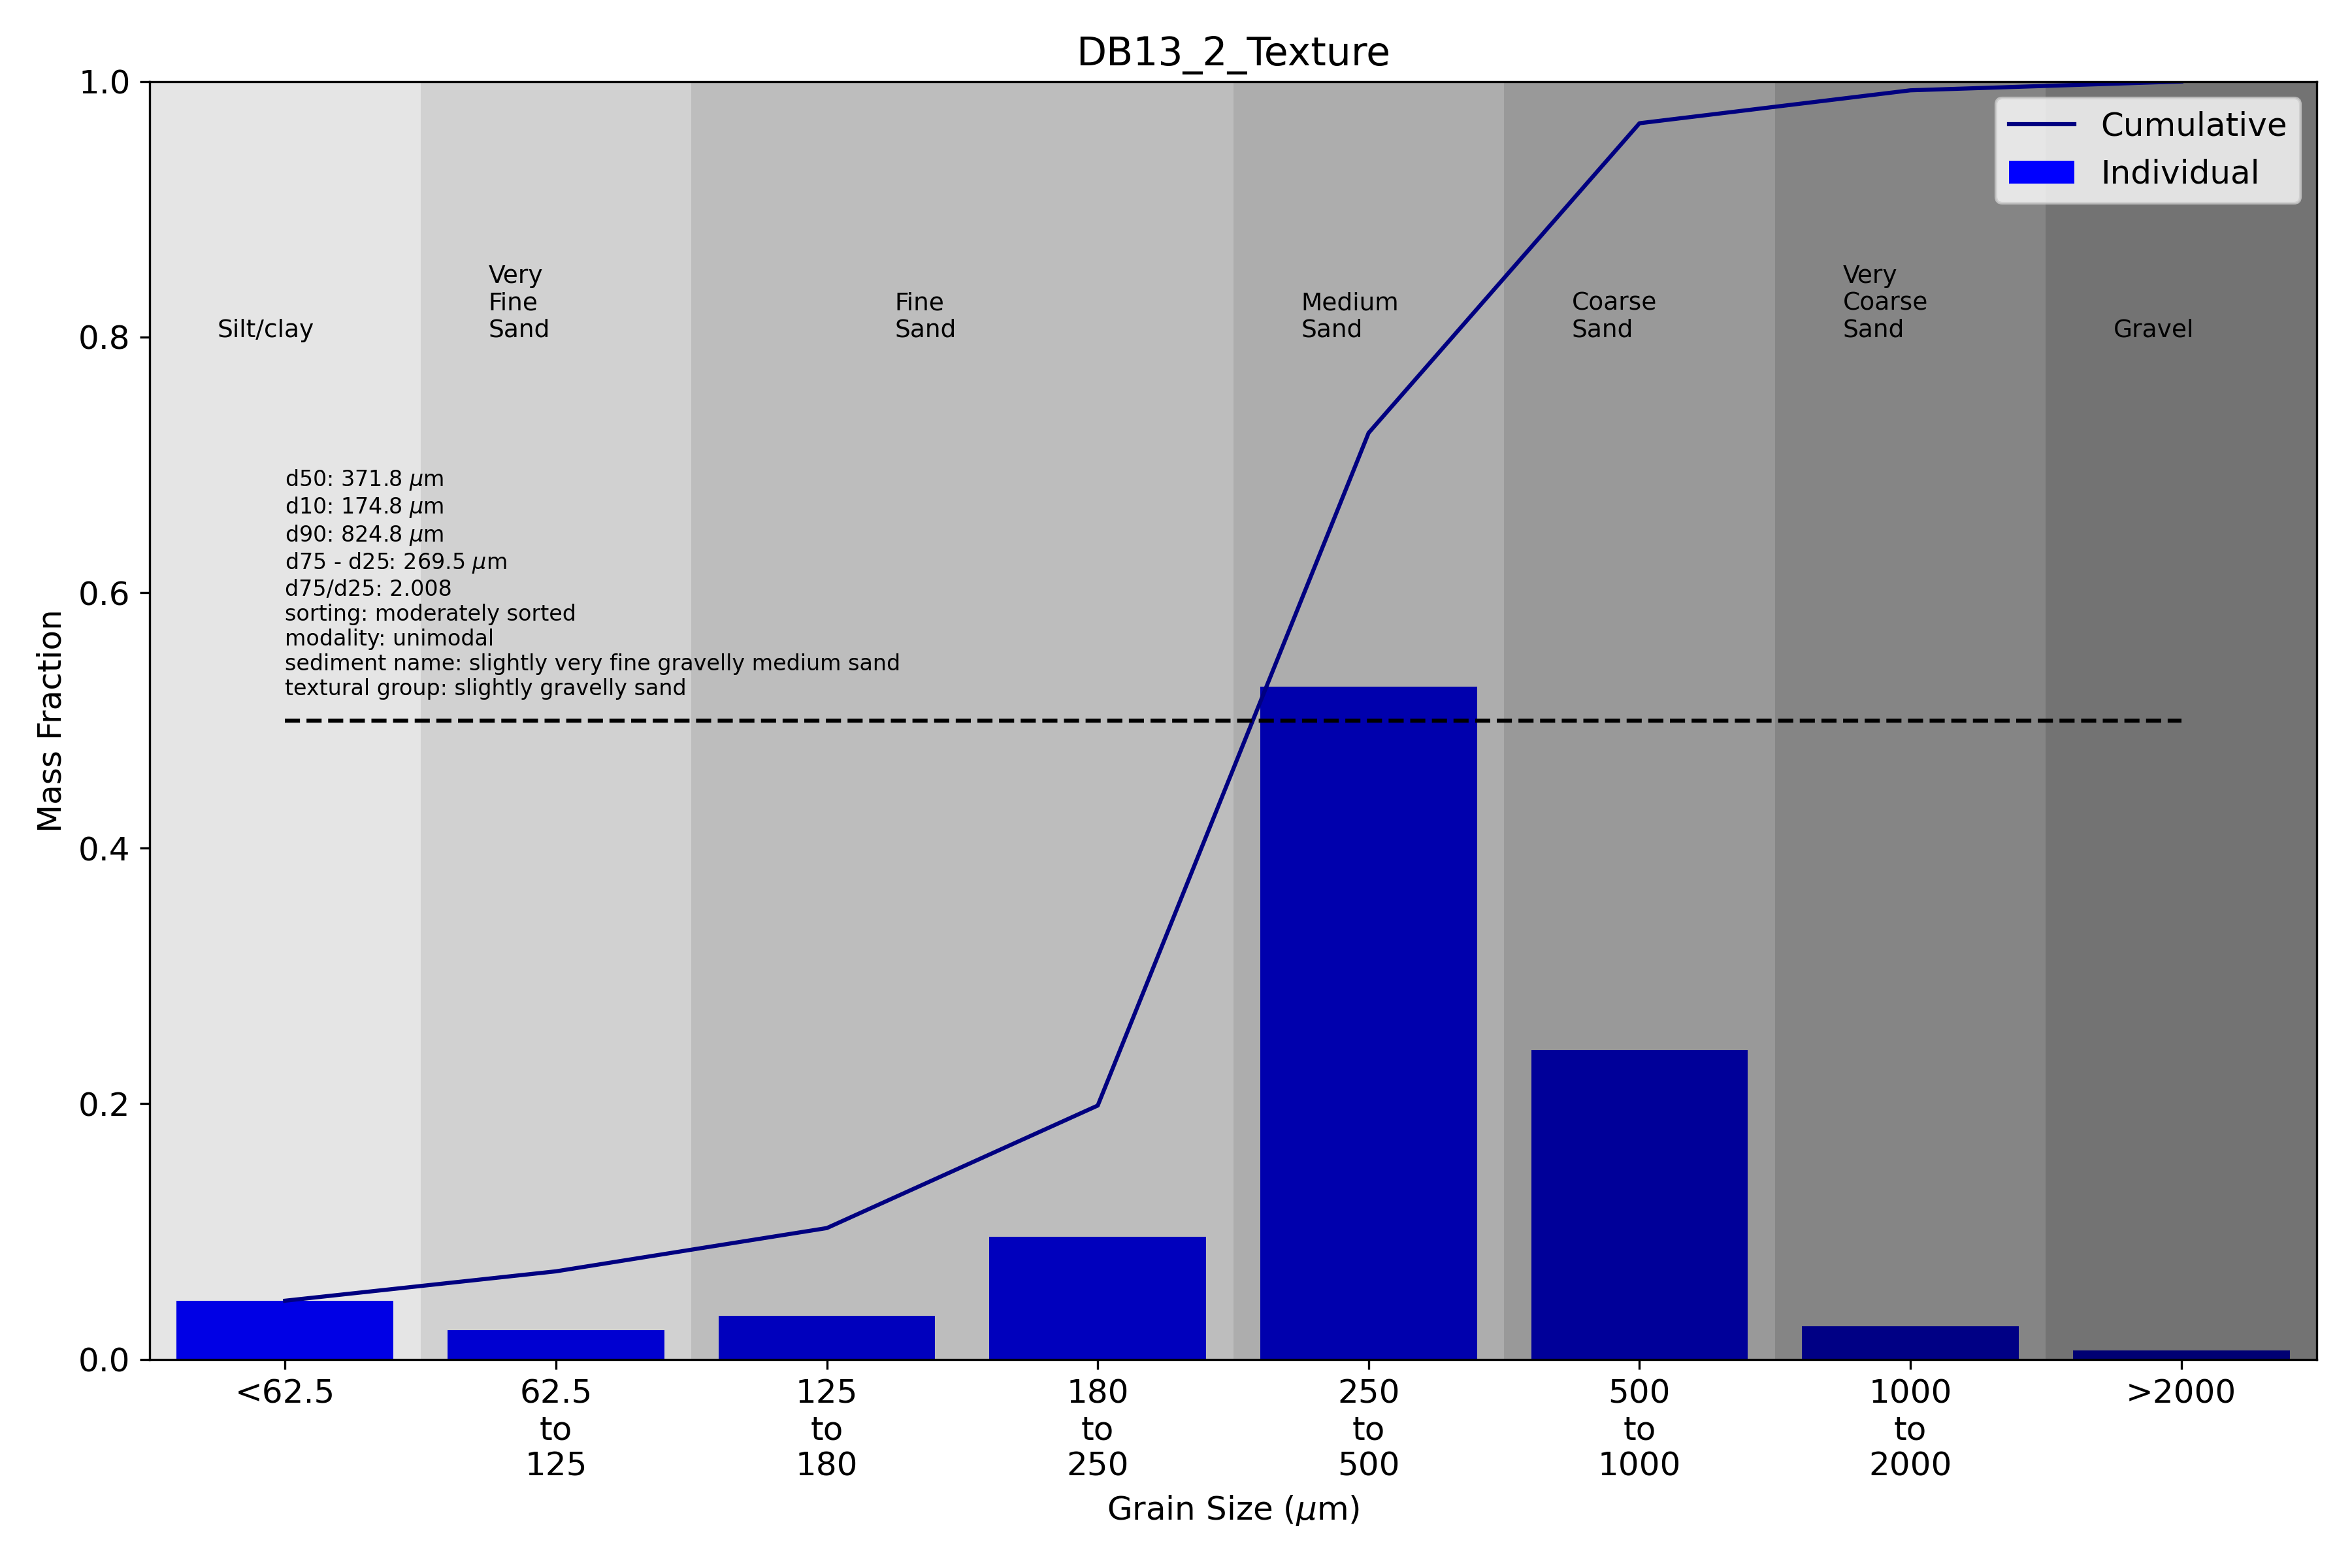 DB13_2_Texture
1.0
0.8
0.6
0.4
0.2
0.0
Mass Fraction
Cumulative
Individual
Silt/clay
Very
Fine
Sand
Fine
Sand
Medium
Sand
Coarse
Sand
Very
Coarse
Sand
Gravel
d50: 371.8 μm
d10: 174.8 μm
d90: 824.8 μm
d75 - d25: 269.5 μm
d75/d25: 2.008
sorting: moderately sorted
modality: unimodal
sediment name: slightly very fine gravelly medium sand
textural group: slightly gravelly sand
<62.5
62.5
to
125
125
to
180
180
to
250
250
to
500
500
to
1000
1000
to
2000
>2000
Grain Size (μm)